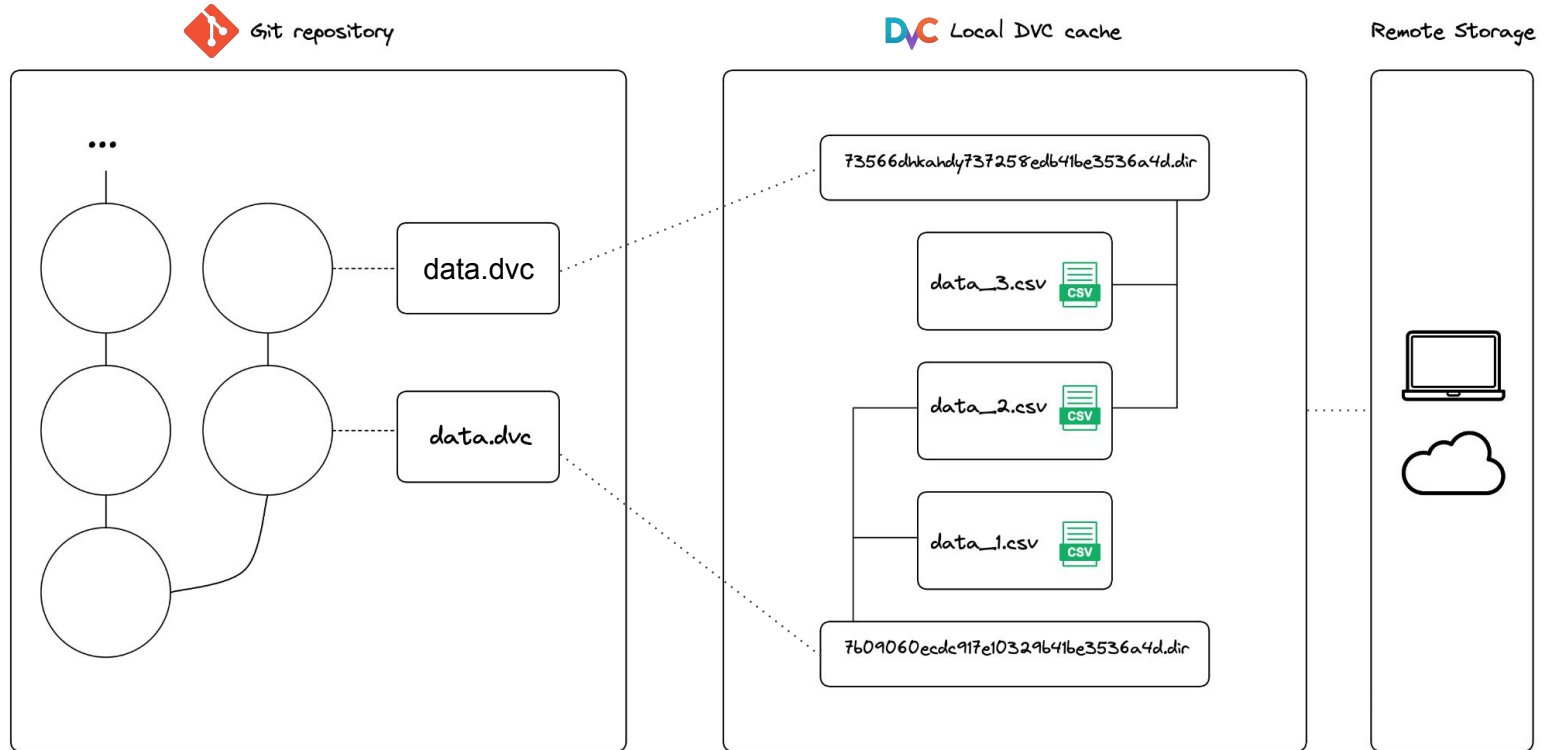 Git repository
DVC Local DVC cache
Remote Storage
...
data.dvc
data.dvc
73566dhkahdy737258edb41be3536a4d.dir
data_3.csv CSV
data_2.csv CSV
data_1.csv CSV
7b09060ecdc917e10329b41be3536a4d.dir